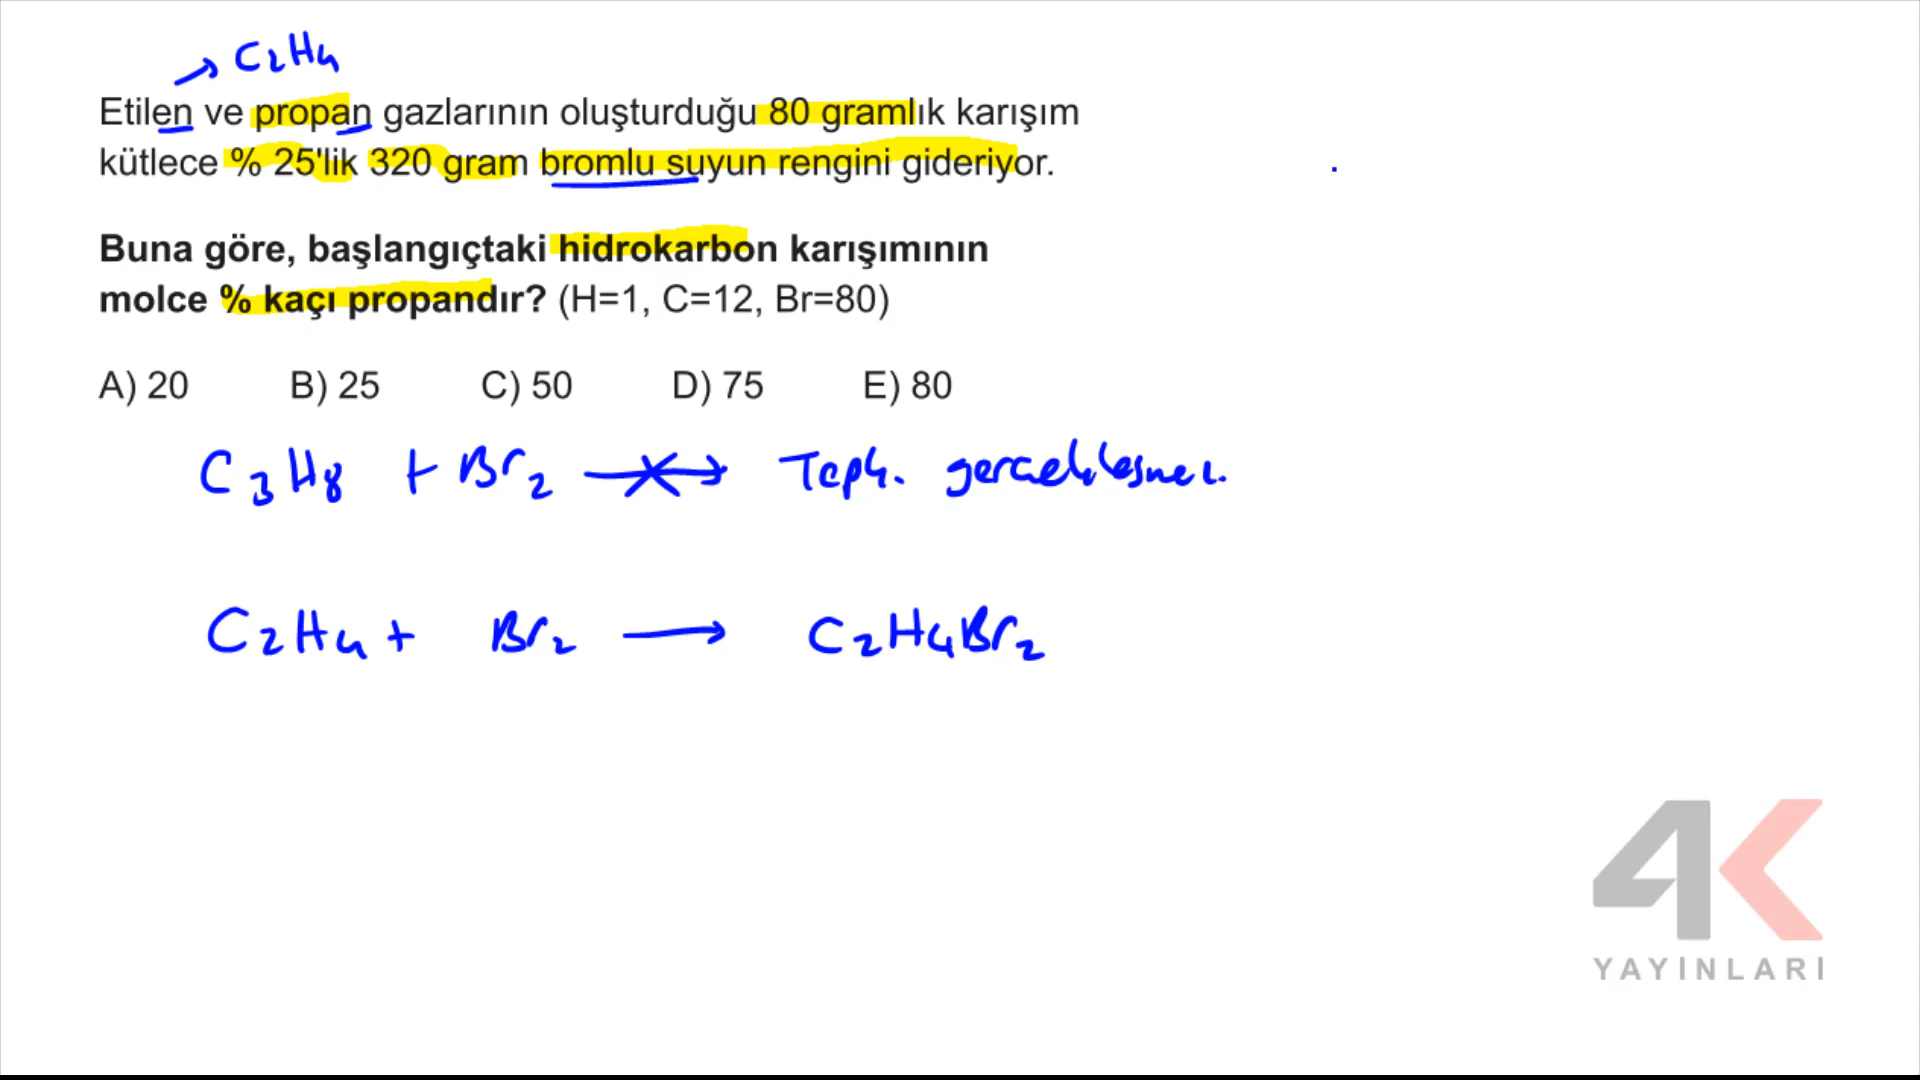 → C2H4
Etilen ve propan gazlarının oluşturduğu 80 gramlık karışım
kütlece % 25'lik 320 gram bromlu suyun rengini gideriyor.
Buna göre, başlangıçtaki hidrokarbon karışımının
molce % kaçı propandır? (H=1, C=12, Br=80)
A) 20 B) 25 C) 50 D) 75 E) 80
C3H8 + Br2 → Tepk. gerçekleşmez.
C2H4 + Br2 → C2H4Br2
4K
YAYINLARI